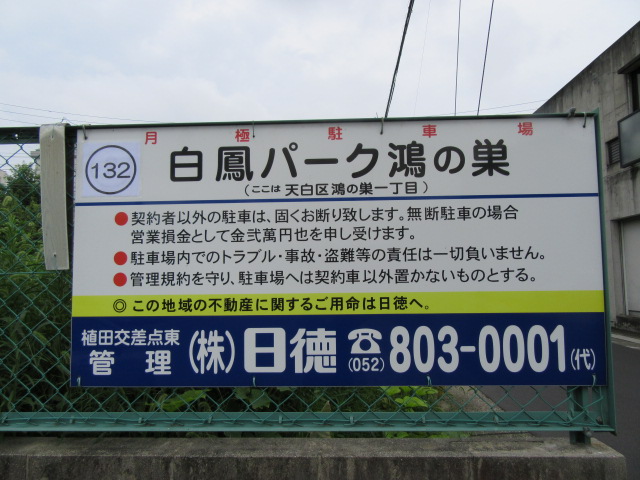 月極駐車場
132
白鳳パーク鴻の巣
(ここは 天白区鴻の巣一丁目)
●契約者以外の駐車は、固くお断り致します。無断駐車の場合
営業損金として金弐萬円也を申し受けます。
●駐車場内でのトラブル・事故・盗難等の責任は一切負いません。
●管理規約を守り、駐車場へは契約車以外置かないものとする。
◎ この地域の不動産に関するご用命は日徳へ。
植田交差点東
管理 (株)日徳 ☎(052)803-0001(代)